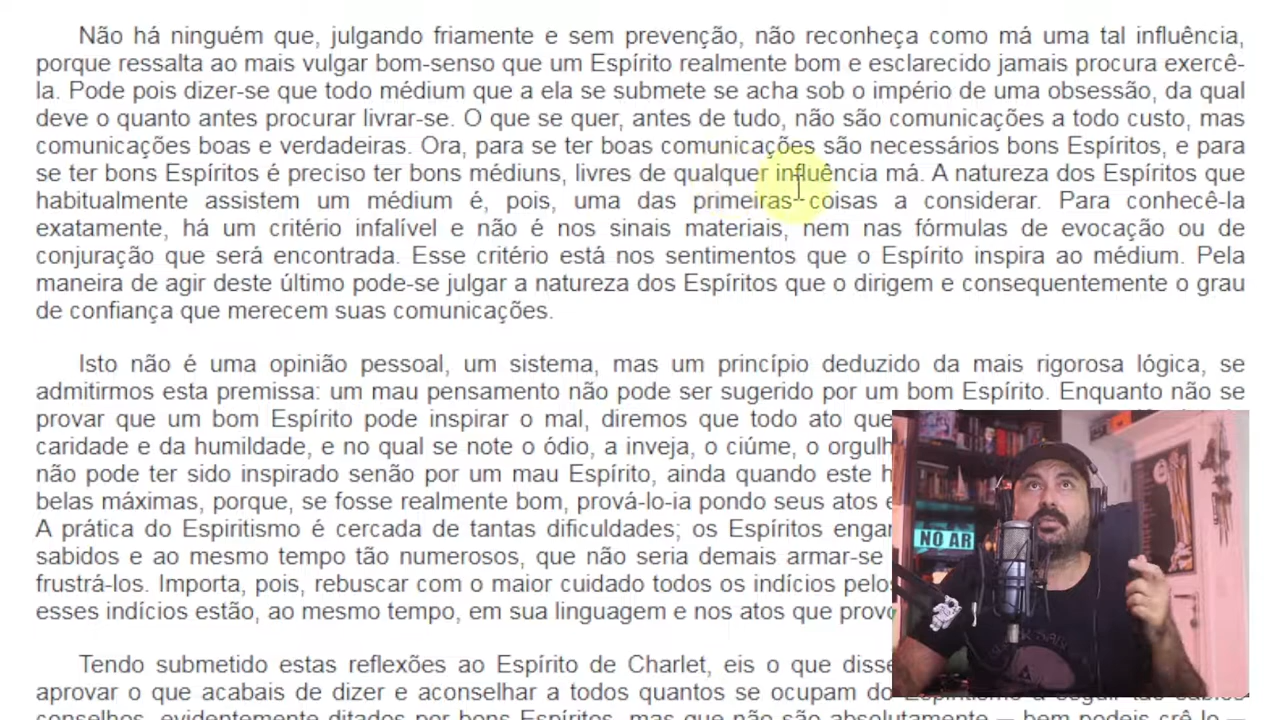 Não há ninguém que, julgando friamente e sem prevenção, não reconheça como má uma tal influência,
porque ressalta ao mais vulgar bom-senso que um Espírito realmente bom e esclarecido jamais procura exercê-
la. Pode pois dizer-se que todo médium que a ela se submete se acha sob o império de uma obsessão, da qual
deve o quanto antes procurar livrar-se. O que se quer, antes de tudo, não são comunicações a todo custo, mas
comunicações boas e verdadeiras. Ora, para se ter boas comunicações são necessários bons Espíritos, e para
se ter bons Espíritos é preciso ter bons médiuns, livres de qualquer influência má. A natureza dos Espíritos que
habitualmente assistem um médium é, pois, uma das primeiras coisas a considerar. Para conhecê-la
exatamente, há um critério infalível e não é nos sinais materiais, nem nas fórmulas de evocação ou de
conjuração que será encontrada. Esse critério está nos sentimentos que o Espírito inspira ao médium. Pela
maneira de agir deste último pode-se julgar a natureza dos Espíritos que o dirigem e consequentemente o grau
de confiança que merecem suas comunicações.
Isto não é uma opinião pessoal, um sistema, mas um princípio deduzido da mais rigorosa lógica, se
admitirmos esta premissa: um mau pensamento não pode ser sugerido por um bom Espírito. Enquanto não se
provar que um bom Espírito pode inspirar o mal, diremos que todo ato que
caridade e da humildade, e no qual se note o ódio, a inveja, o ciúme, o
não pode ter sido inspirado senão por um mau Espírito, ainda quando este
belas máximas, porque, se fosse realmente bom, prová-lo-ia pondo seus atos
A prática do Espiritismo é cercada de tantas dificuldades; os Espíritos
sabidos e ao mesmo tempo tão numerosos, que não seria demais armar-se
frustrá-los. Importa, pois, rebuscar com o maior cuidado todos os indícios
esses indícios estão, ao mesmo tempo, em sua linguagem e nos atos que
Tendo submetido estas reflexões ao Espírito de Charlet, eis o que
aprovar o que acabais de dizer e aconselhar a todos quantos se ocupam do
conselhos, evidentemente ditados por bons Espíritos, mas que não são absolutamente — bem podeis crê-lo —
NO AR